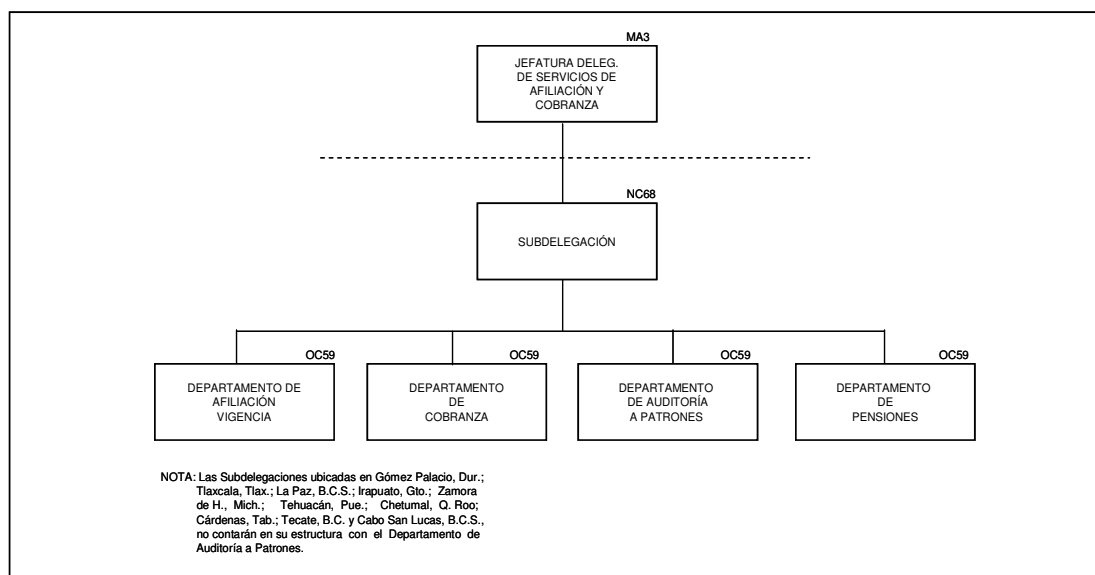 MA3
JEFATURA DELEG.
DE SERVICIOS DE
AFILIACIÓN Y
COBRANZA
NC68
SUBDELEGACIÓN
OC59
DEPARTAMENTO DE
AFILIACIÓN
VIGENCIA
OC59
DEPARTAMENTO
DE
COBRANZA
OC59
DEPARTAMENTO
DE AUDITORÍA
A PATRONES
OC59
DEPARTAMENTO
DE
PENSIONES
NOTA: Las Subdelegaciones ubicadas en Gómez Palacio, Dur.;
Tlaxcala, Tlax.; La Paz, B.C.S.; Irapuato, Gto.; Zamora
de H., Mich.; Tehuacán, Pue.; Chetumal, Q. Roo;
Cárdenas, Tab.; Tecate, B.C. y Cabo San Lucas, B.C.S.,
no contarán en su estructura con el Departamento de
Auditoría a Patrones.